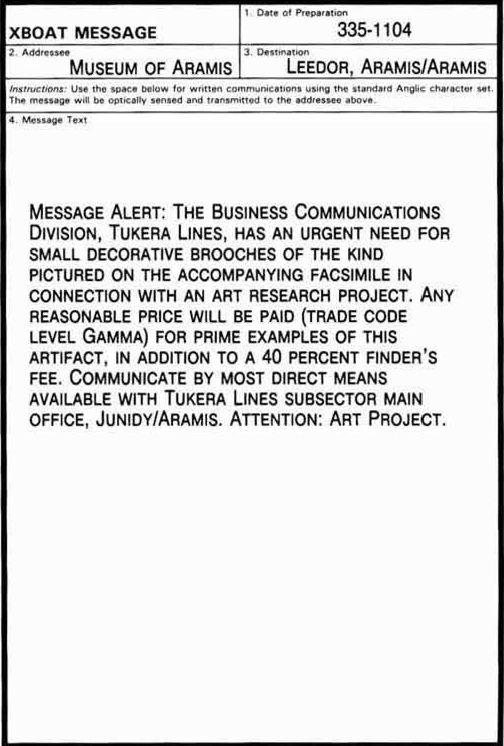 XBOAT MESSAGE
1. Date of Preparation
335-1104
2. Addressee
MUSEUM OF ARAMIS
3. Destination
LEEDOR, ARAMIS/ARAMIS
Instructions: Use the space below for written communications using the standard Anglic character set.
The message will be optically sensed and transmitted to the addressee above.
4. Message Text
MESSAGE ALERT: THE BUSINESS COMMUNICATIONS
DIVISION, TUKERA LINES, HAS AN URGENT NEED FOR
SMALL DECORATIVE BROOCHES OF THE KIND
PICTURED ON THE ACCOMPANYING FACSIMILE IN
CONNECTION WITH AN ART RESEARCH PROJECT. ANY
REASONABLE PRICE WILL BE PAID (TRADE CODE
LEVEL GAMMA) FOR PRIME EXAMPLES OF THIS
ARTIFACT, IN ADDITION TO A 40 PERCENT FINDER'S
FEE. COMMUNICATE BY MOST DIRECT MEANS
AVAILABLE WITH TUKERA LINES SUBSECTOR MAIN
OFFICE, JUNIDY/ARAMIS. ATTENTION: ART PROJECT.